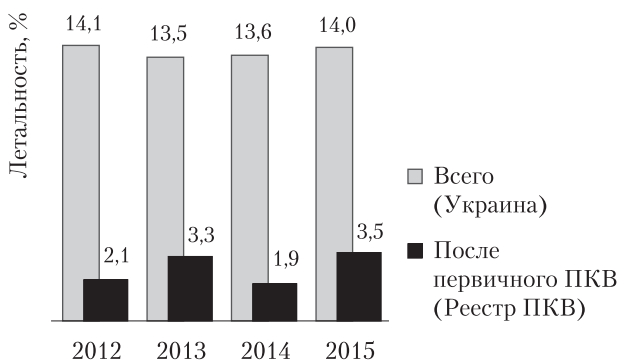 Летальность, %
14,1
13,5
13,6
14,0
2,1
3,3
1,9
3,5
2012
2013
2014
2015
Всего
(Украина)
После
первичного ПКВ
(Реестр ПКВ)